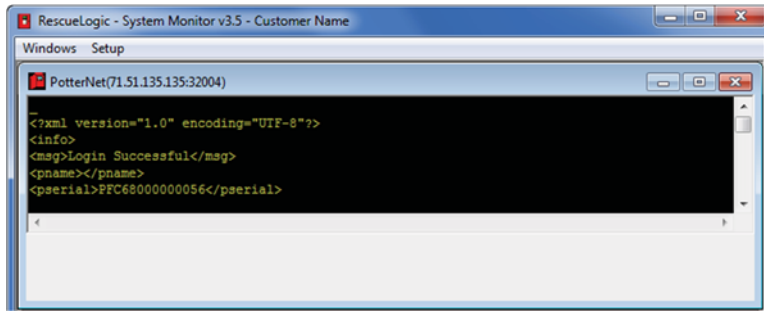 RescueLogic - System Monitor v3.5 - Customer Name
Windows Setup
PotterNet(71.51.135.135:32004)
_
<?xml version="1.0" encoding="UTF-8"?>
<info>
<msg>Login Successful</msg>
<pname></pname>
<pserial>PFC68000000056</pserial>